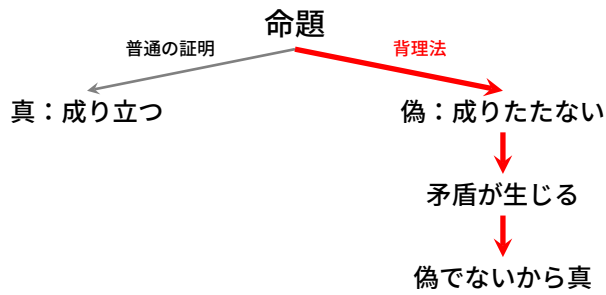 命題
普通の証明
背理法
真：成り立つ
偽：成りたたない
矛盾が生じる
偽でないから真